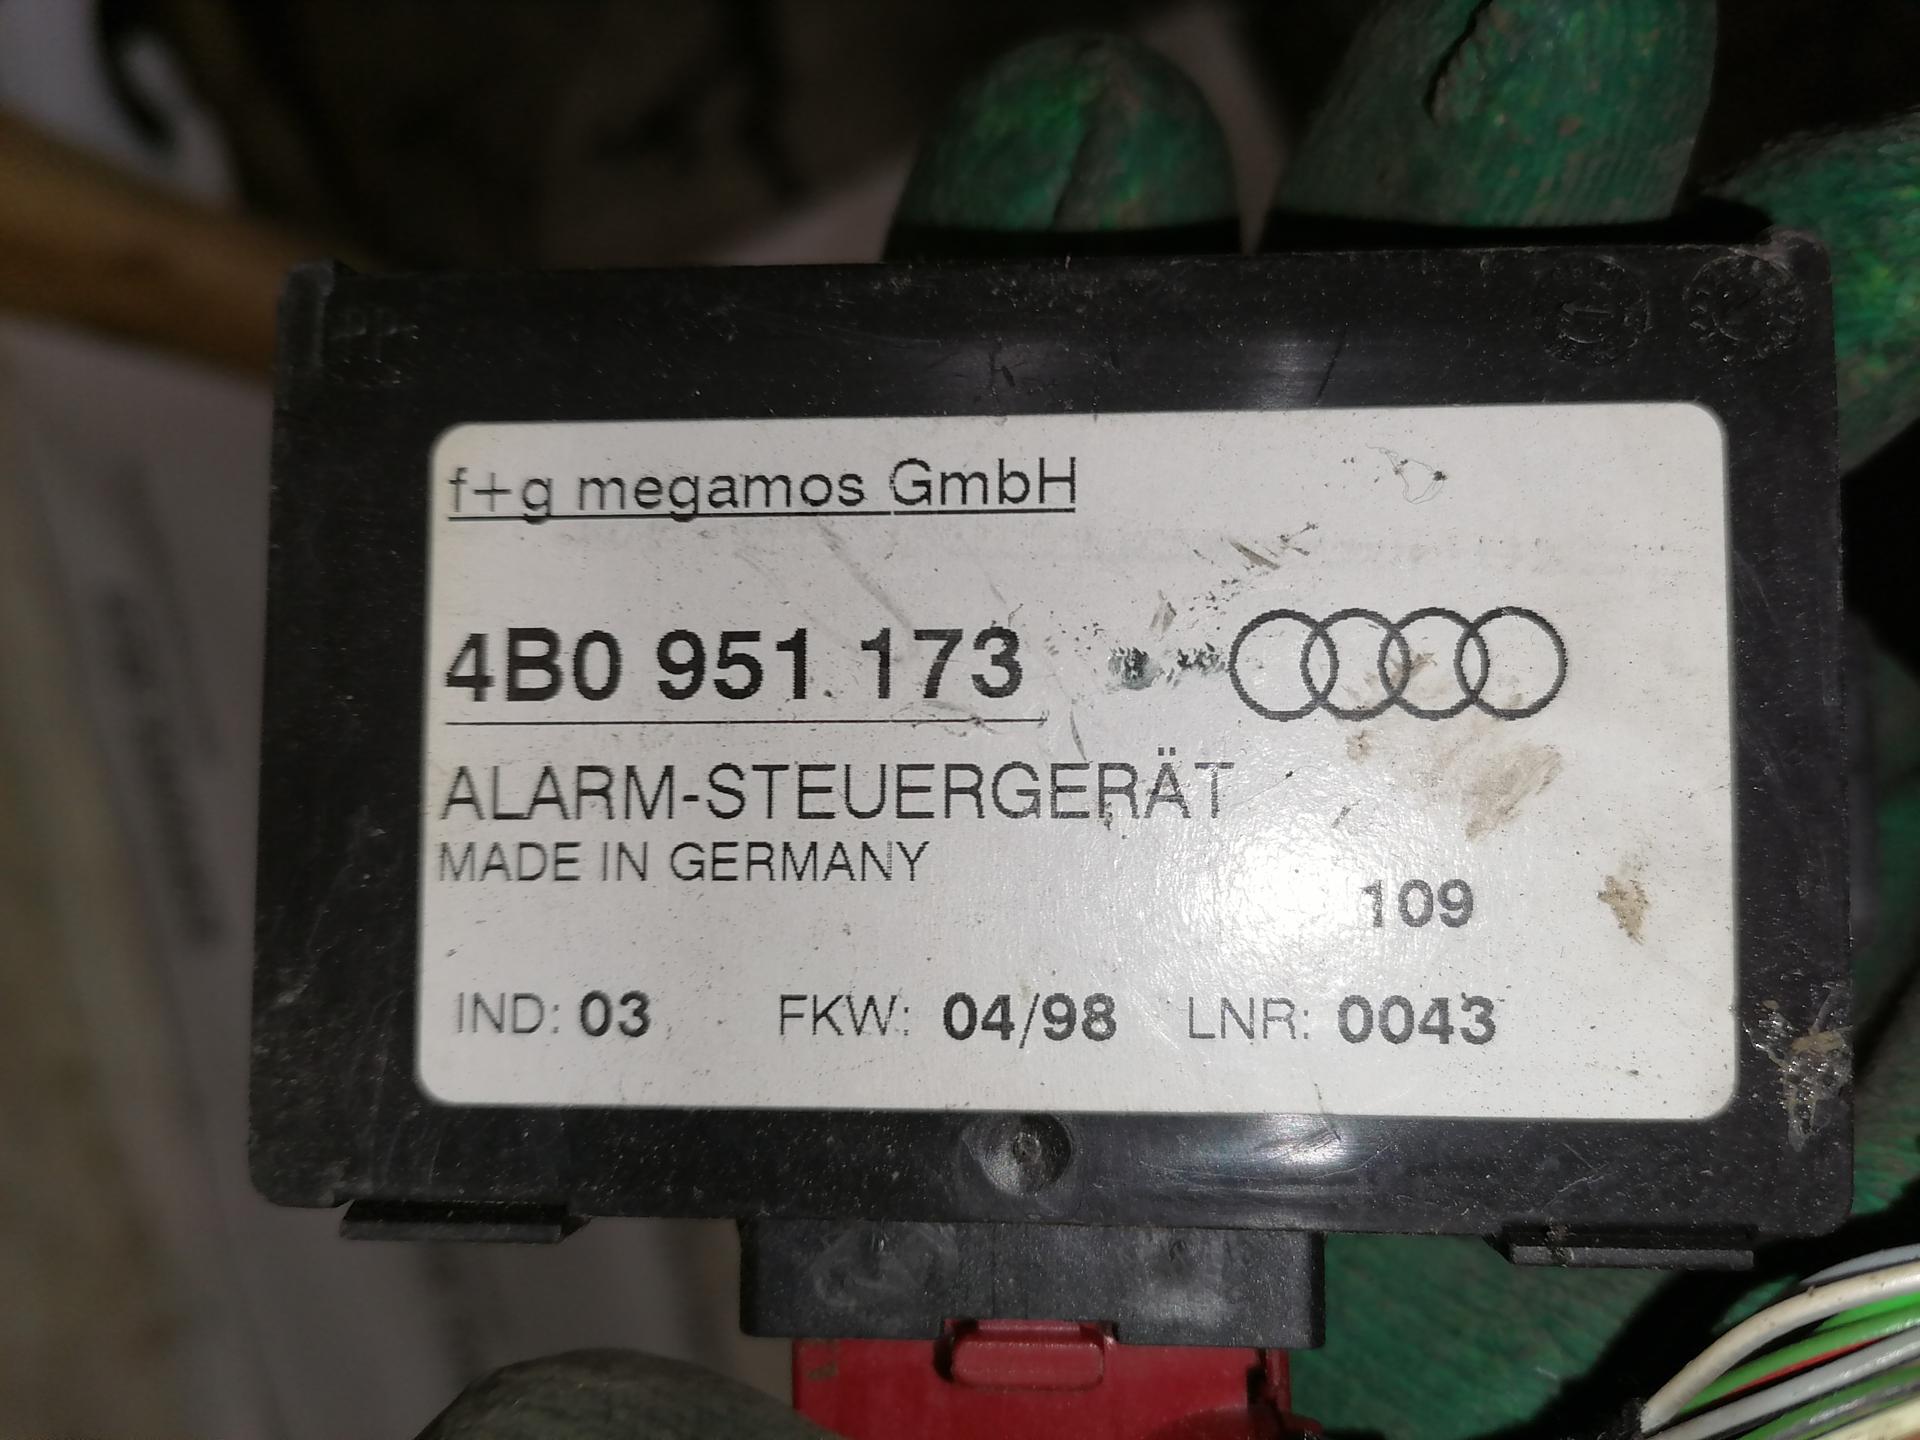 f+g megamos GmbH
4B0 951 173
ALARM-STEUERGERÄT
MADE IN GERMANY
109
IND: 03 FKW: 04/98 LNR: 0043